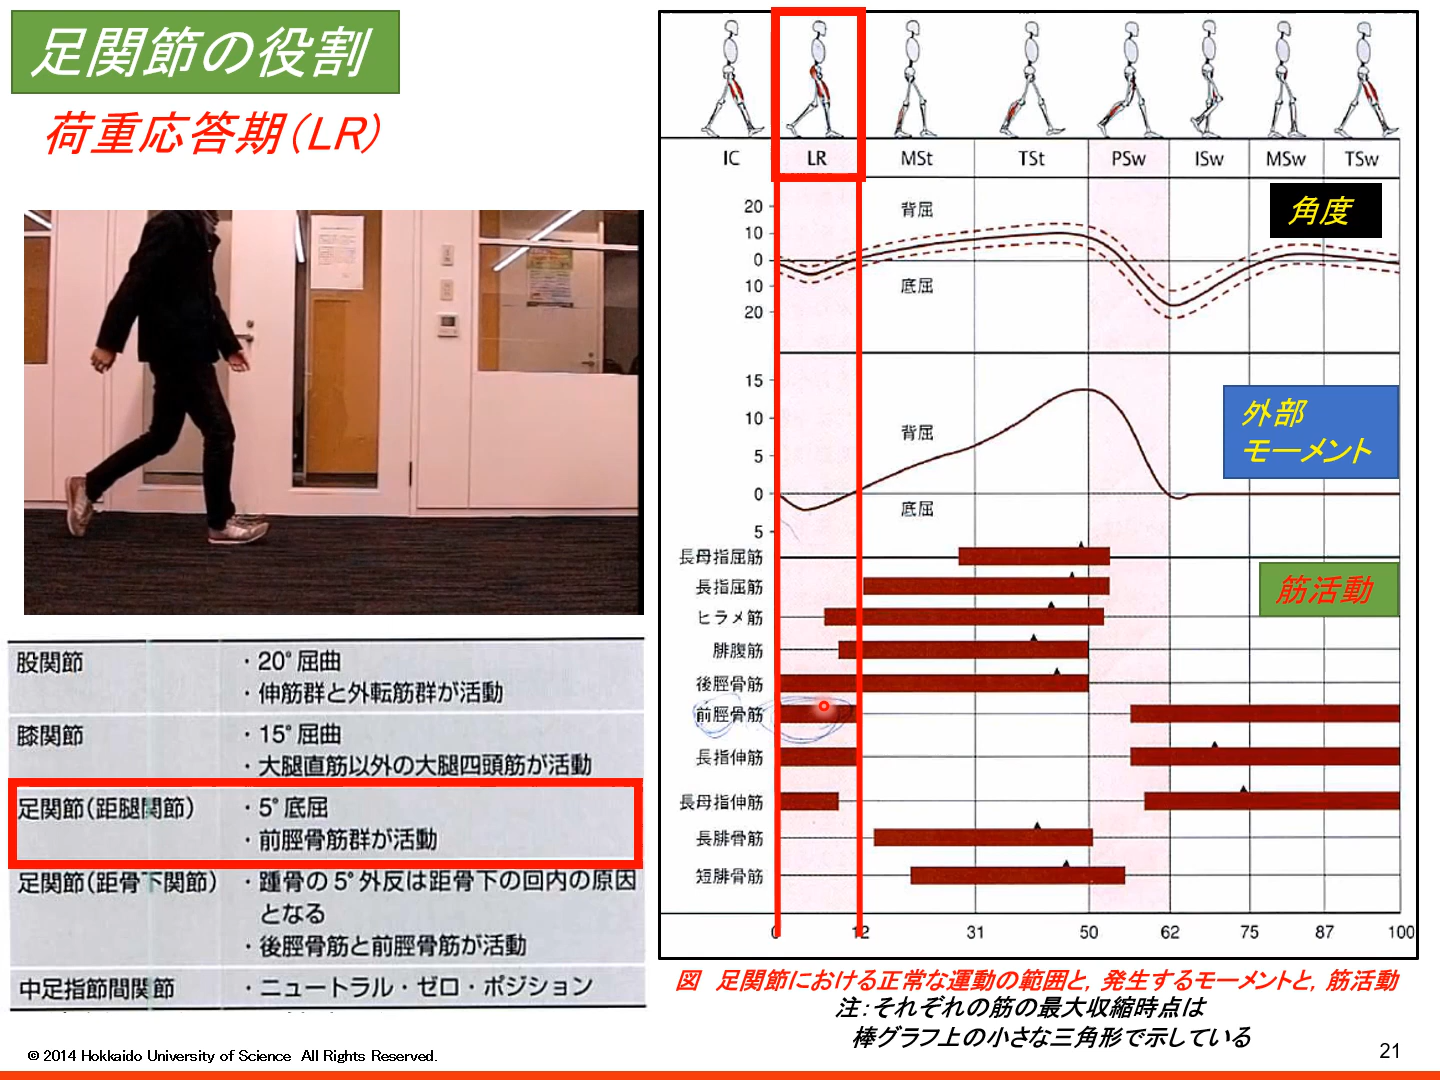 足関節の役割
荷重応答期(LR)
股関節
・20°屈曲
・伸筋群と外転筋群が活動
膝関節
・15°屈曲
・大腿直筋以外の大腿四頭筋が活動
足関節(距腿関節)
・5°底屈
・前脛骨筋群が活動
足関節(距骨下関節)
・踵骨の5°外反は距骨下の回内の原因
となる
・後脛骨筋と前脛骨筋が活動
中足指節間関節
・ニュートラル・ゼロ・ポジション
© 2014 Hokkaido University of Science All Rights Reserved.
IC LR MSt TSt PSw ISw MSw TSw
角度
20
10
0
10
20
背屈
底屈
外部
モーメント
15
10
5
0
5
背屈
底屈
筋活動
長母指屈筋
長指屈筋
ヒラメ筋
腓腹筋
後脛骨筋
前脛骨筋
長指伸筋
長母指伸筋
長腓骨筋
短腓骨筋
0 12 31 50 62 75 87 100
図 足関節における正常な運動の範囲と, 発生するモーメントと, 筋活動
注:それぞれの筋の最大収縮時点は
棒グラフ上の小さな三角形で示している
21